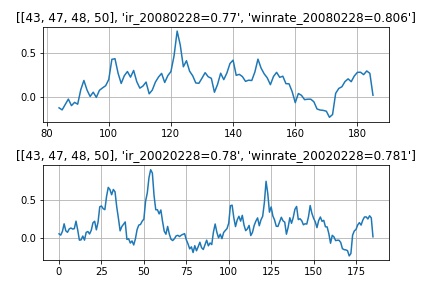 [[43, 47, 48, 50], 'ir_20080228=0.77', 'winrate_20080228=0.806']
0.5
0.0
80 100 120 140 160 180
[[43, 47, 48, 50], 'ir_20020228=0.78', 'winrate_20020228=0.781']
0.5
0.0
0 25 50 75 100 125 150 175